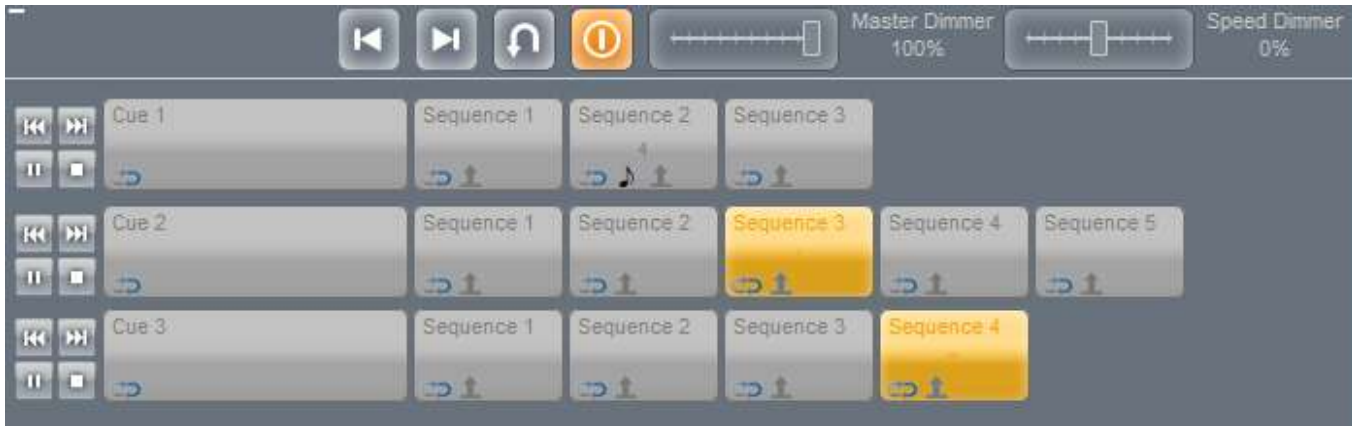 Master Dimmer
100%
Speed Dimmer
0%
Cue 1
Sequence 1
Sequence 2
4
Sequence 3
Cue 2
Sequence 1
Sequence 2
Sequence 3
Sequence 4
Sequence 5
Cue 3
Sequence 1
Sequence 2
Sequence 3
Sequence 4